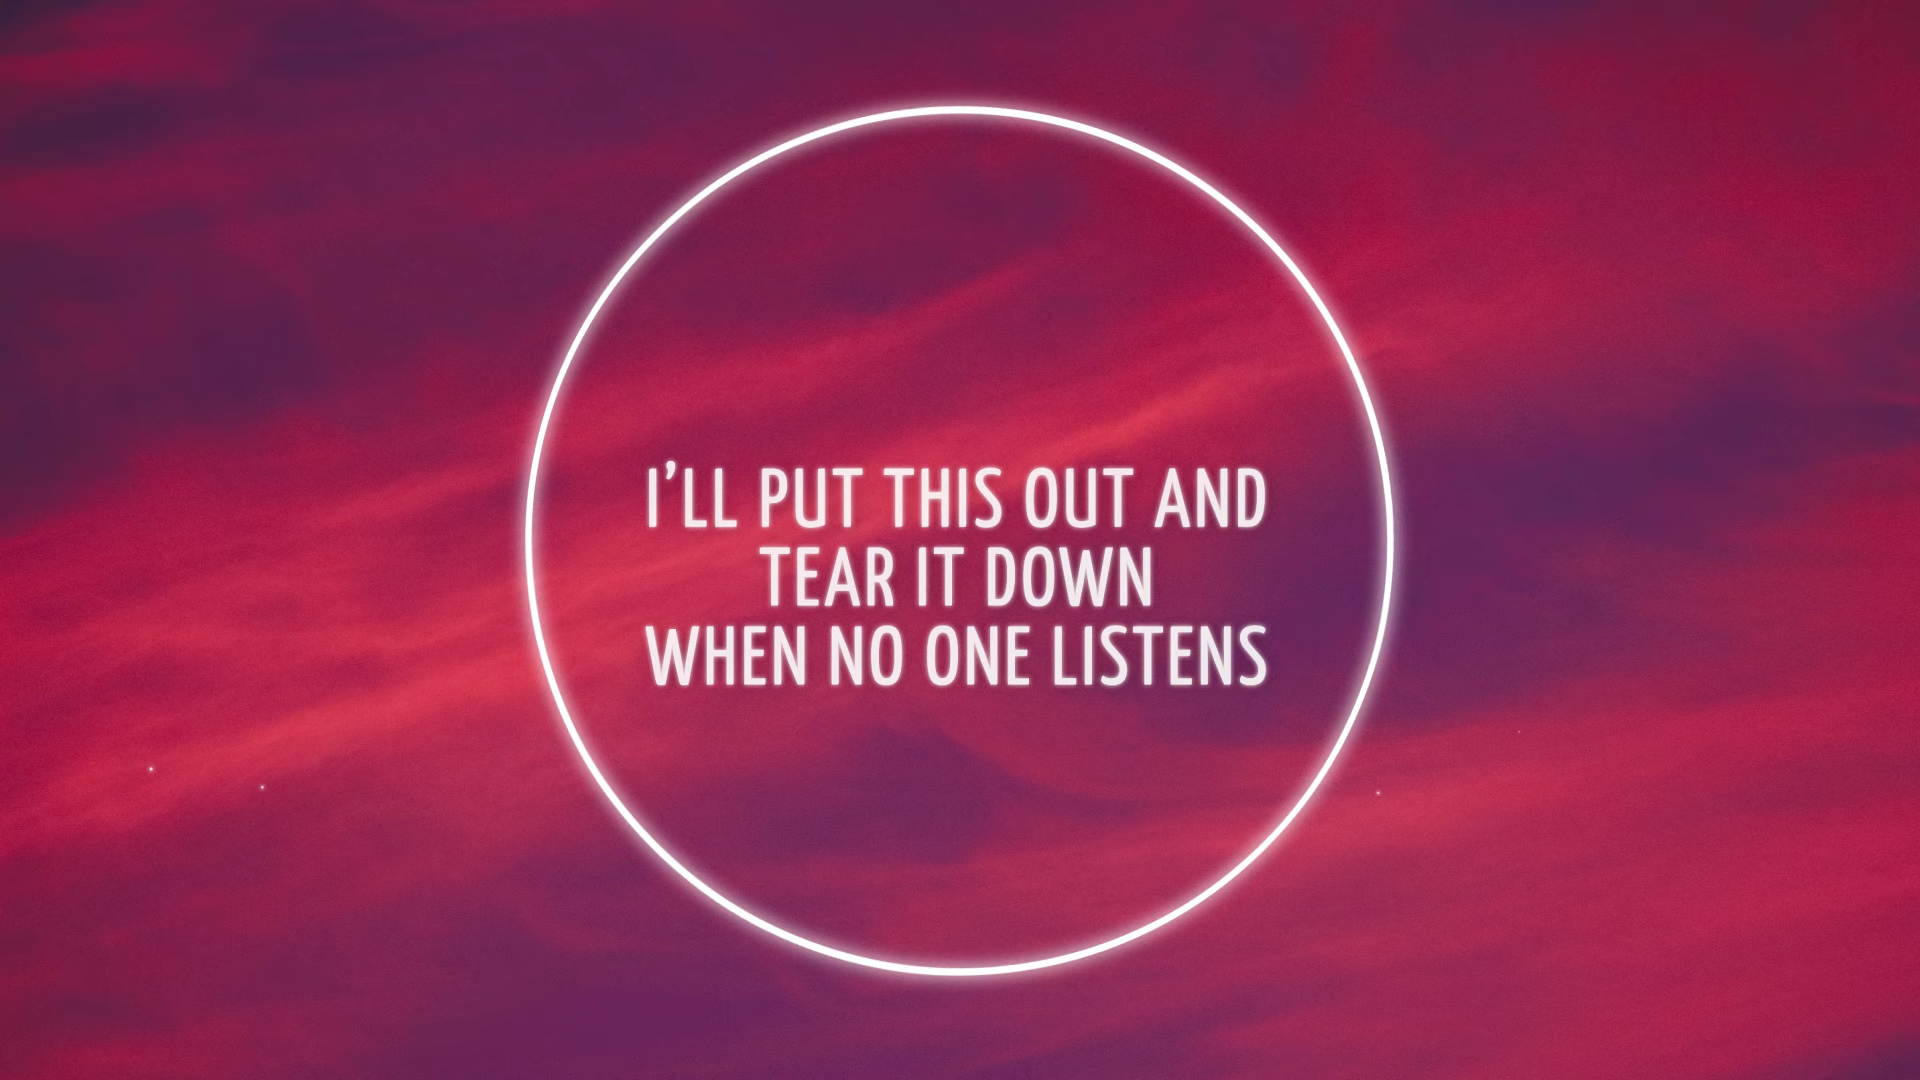 I’LL PUT THIS OUT AND
TEAR IT DOWN
WHEN NO ONE LISTENS